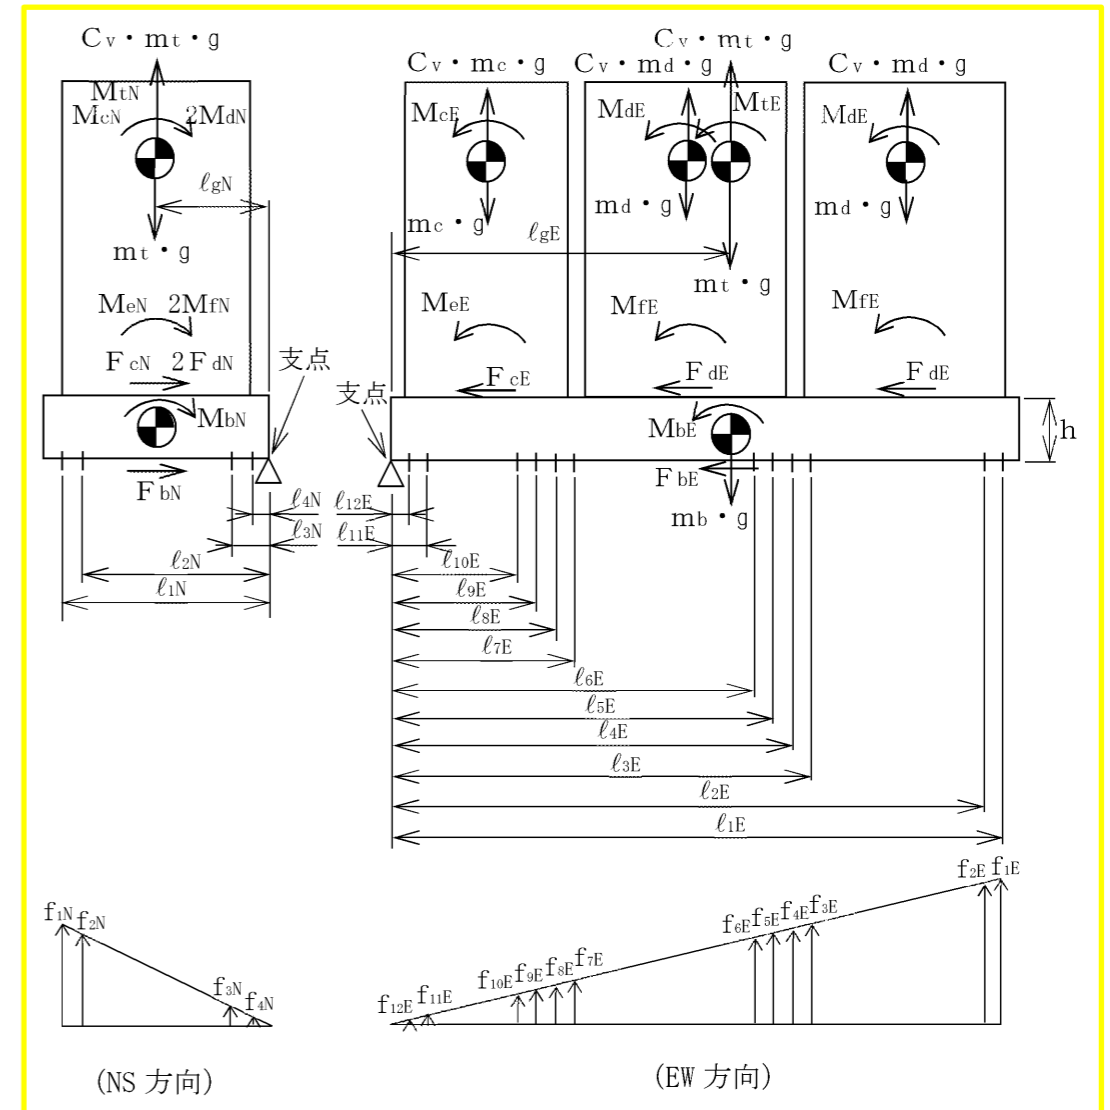 Cv・mt・g
MtN
McN 2MdN
ℓgN
mt・g
MeN 2MfN
FcN 2FdN
支点
MbN
FbN
ℓ4N
ℓ3N
ℓ2N
ℓ1N
Cv・mt・g
Cv・mc・g Cv・md・g Cv・md・g
McE MdE MtE MdE
mc・g md・g md・g
ℓgE
mt・g
MeE MfE MfE
FcE FdE FdE
支点
MbE
h
FbE
mb・g
ℓ12E
ℓ11E
ℓ10E
ℓ9E
ℓ8E
ℓ7E
ℓ6E
ℓ5E
ℓ4E
ℓ3E
ℓ2E
ℓ1E
f1N f2N
f3N f4N
(NS 方向)
f12E f11E
f10E f9E f8E f7E
f6E f5E f4E f3E
f2E f1E
(EW 方向)